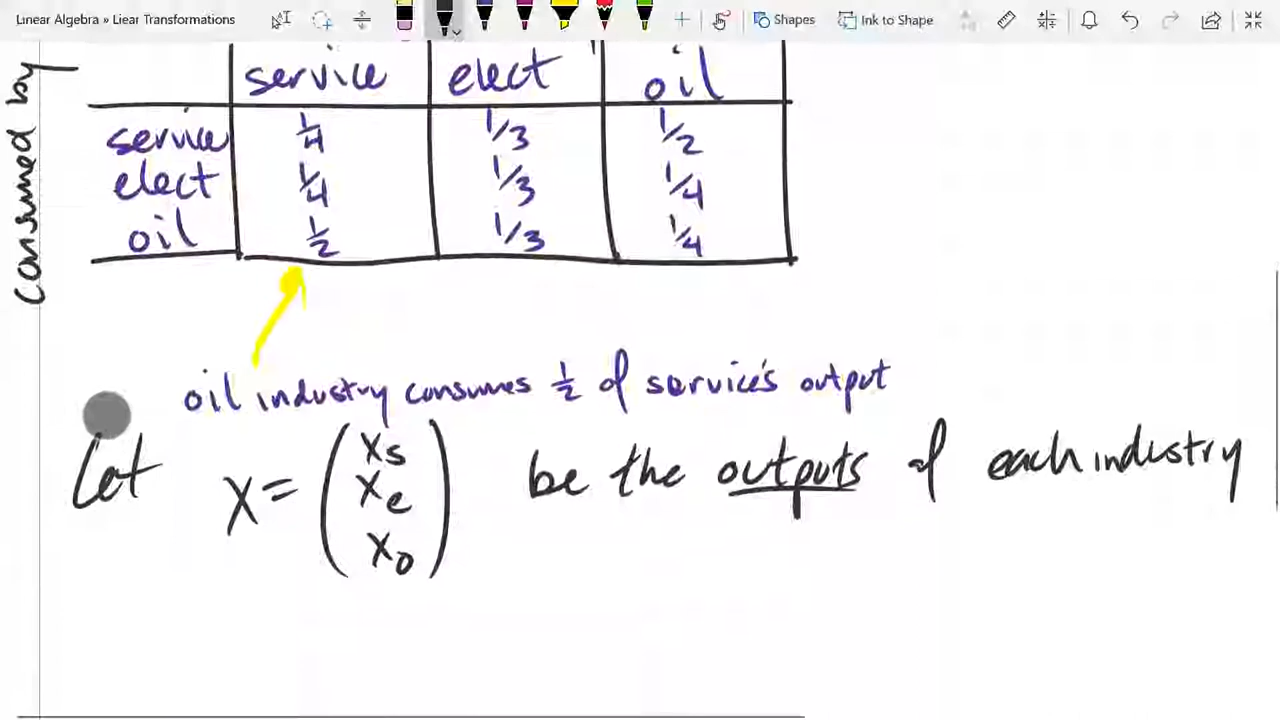 Linear Algebra » Liear Transformations
Shapes
Ink to Shape
consumed by
service elect oil
service 1/4 1/3 1/2
elect 1/4 1/3 1/4
oil 1/2 1/3 1/4
oil industry consumes 1/2 of service's output
Let x = (xs xe xo) be the outputs of each industry